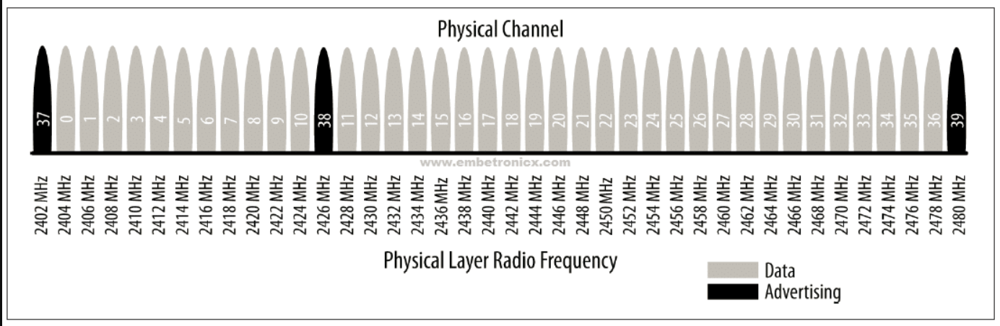 Physical Channel
37 0 1 2 3 4 5 6 7 8 9 10 38 11 12 13 14 15 16 17 18 19 20 21 22 23 24 25 26 27 28 29 30 31 32 33 34 35 36 39
www.embetronicx.com
2402 MHz 2404 MHz 2406 MHz 2408 MHz 2410 MHz 2412 MHz 2414 MHz 2416 MHz 2418 MHz 2420 MHz 2422 MHz 2424 MHz 2426 MHz 2428 MHz 2430 MHz 2432 MHz 2434 MHz 2436 MHz 2438 MHz 2440 MHz 2442 MHz 2444 MHz 2446 MHz 2448 MHz 2450 MHz 2452 MHz 2454 MHz 2456 MHz 2458 MHz 2460 MHz 2462 MHz 2464 MHz 2466 MHz 2468 MHz 2470 MHz 2472 MHz 2474 MHz 2476 MHz 2478 MHz 2480 MHz
Physical Layer Radio Frequency
Data
Advertising